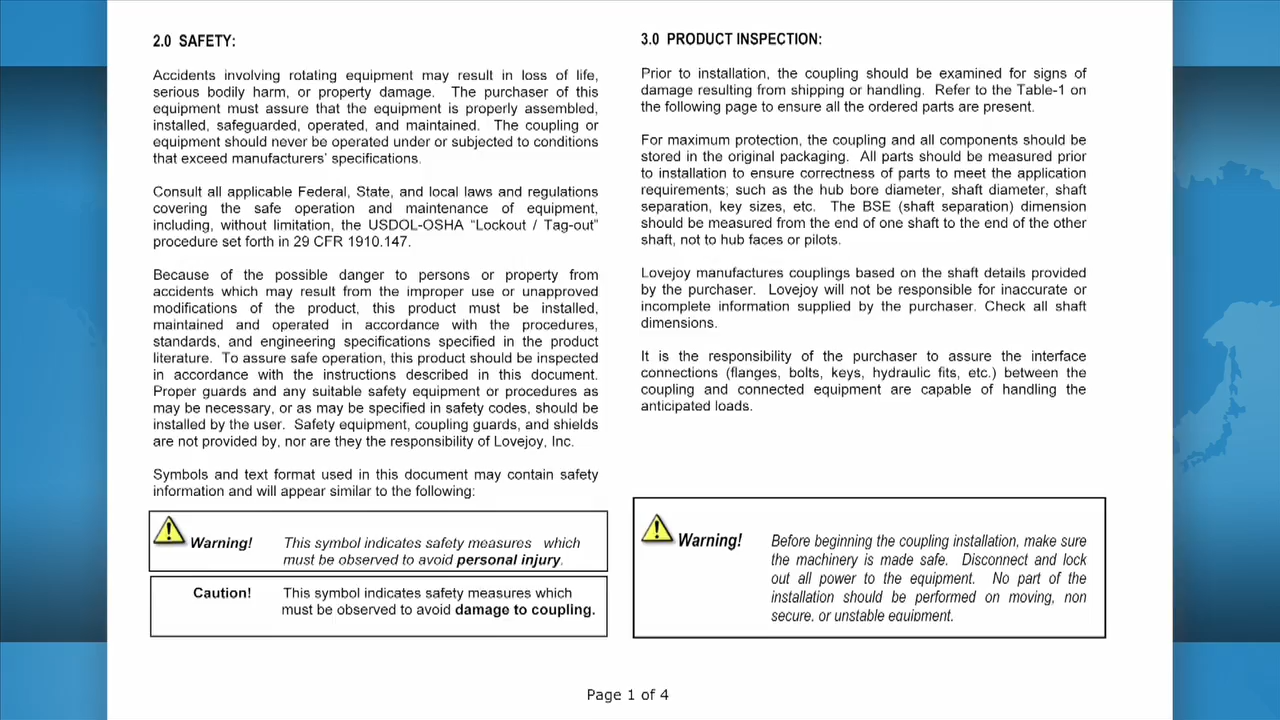 2.0 SAFETY:
Accidents involving rotating equipment may result in loss of life,
serious bodily harm, or property damage. The purchaser of this
equipment must assure that the equipment is properly assembled,
installed, safeguarded, operated, and maintained. The coupling or
equipment should never be operated under or subjected to conditions
that exceed manufacturers' specifications.
Consult all applicable Federal, State, and local laws and regulations
covering the safe operation and maintenance of equipment,
including, without limitation, the USDOL-OSHA "Lockout / Tag-out"
procedure set forth in 29 CFR 1910.147.
Because of the possible danger to persons or property from
accidents which may result from the improper use or unapproved
modifications of the product, this product must be installed,
maintained and operated in accordance with the procedures,
standards, and engineering specifications specified in the product
literature. To assure safe operation, this product should be inspected
in accordance with the instructions described in this document.
Proper guards and any suitable safety equipment or procedures as
may be necessary, or as may be specified in safety codes, should be
installed by the user. Safety equipment, coupling guards, and shields
are not provided by, nor are they the responsibility of Lovejoy, Inc.
Symbols and text format used in this document may contain safety
information and will appear similar to the following:
Warning! This symbol indicates safety measures which
must be observed to avoid personal injury.
Caution! This symbol indicates safety measures which
must be observed to avoid damage to coupling.
3.0 PRODUCT INSPECTION:
Prior to installation, the coupling should be examined for signs of
damage resulting from shipping or handling. Refer to the Table-1 on
the following page to ensure all the ordered parts are present.
For maximum protection, the coupling and all components should be
stored in the original packaging. All parts should be measured prior
to installation to ensure correctness of parts to meet the application
requirements; such as the hub bore diameter, shaft diameter, shaft
separation, key sizes, etc. The BSE (shaft separation) dimension
should be measured from the end of one shaft to the end of the other
shaft, not to hub faces or pilots.
Lovejoy manufactures couplings based on the shaft details provided
by the purchaser. Lovejoy will not be responsible for inaccurate or
incomplete information supplied by the purchaser. Check all shaft
dimensions.
It is the responsibility of the purchaser to assure the interface
connections (flanges, bolts, keys, hydraulic fits, etc.) between the
coupling and connected equipment are capable of handling the
anticipated loads.
Warning! Before beginning the coupling installation, make sure
the machinery is made safe. Disconnect and lock
out all power to the equipment. No part of the
installation should be performed on moving, non
secure, or unstable equipment.
Page 1 of 4